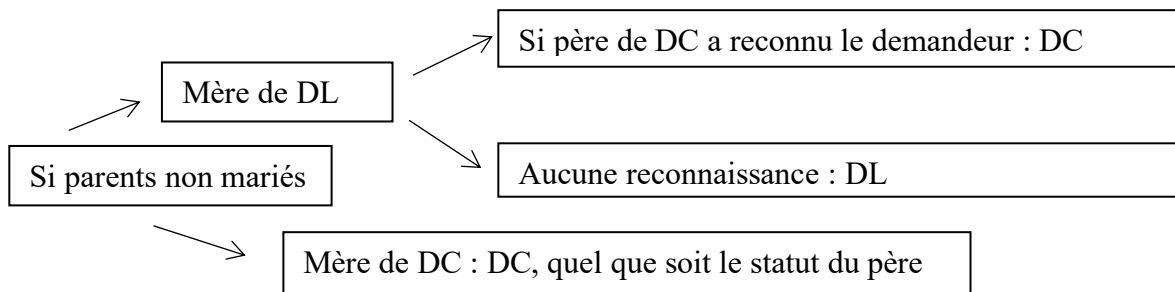 Si père de DC a reconnu le demandeur : DC
Mère de DL
Aucune reconnaissance : DL
Si parents non mariés
Mère de DC : DC, quel que soit le statut du père